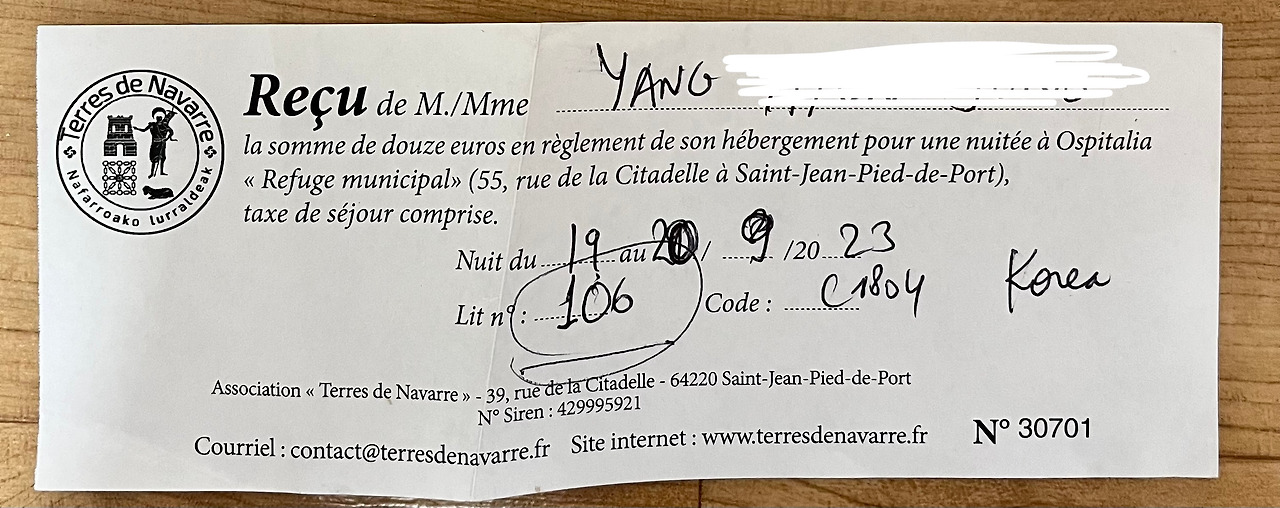 Terres de Navarre
Nafarroako lurraldeak
Reçu de M./Mme YANG
la somme de douze euros en règlement de son hébergement pour une nuitée à Ospitalia
« Refuge municipal» (55, rue de la Citadelle à Saint-Jean-Pied-de-Port),
taxe de séjour comprise.
Nuit du 19 au 20 / 9 /20 23
Lit n° : 106 Code : C1804 Korea
Association « Terres de Navarre » - 39, rue de la Citadelle - 64220 Saint-Jean-Pied-de-Port
N° Siren : 429995921
Courriel : contact@terresdenavarre.fr Site internet : www.terresdenavarre.fr N° 30701